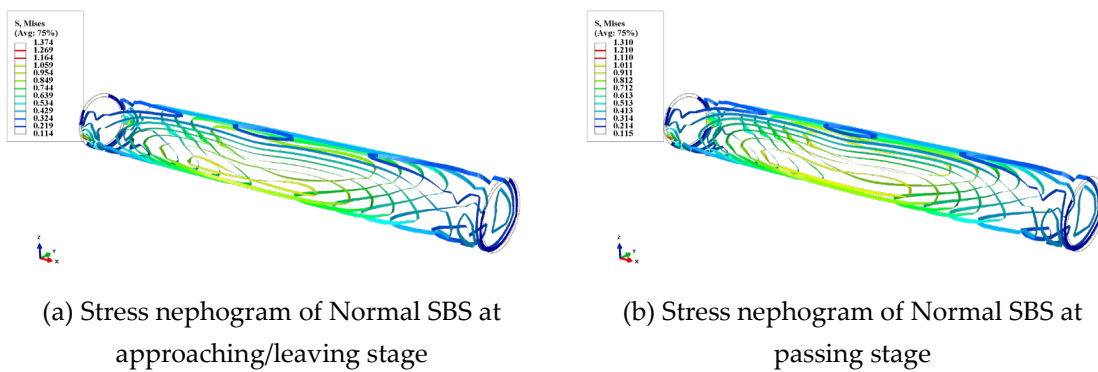 S, Mises
(Avg: 75%)
1.374
1.269
1.164
1.059
0.954
0.849
0.744
0.639
0.534
0.429
0.324
0.219
0.114
Z
Y
X
(a) Stress nephogram of Normal SBS at
approaching/leaving stage
S, Mises
(Avg: 75%)
1.310
1.210
1.110
1.011
0.911
0.812
0.712
0.613
0.513
0.413
0.314
0.214
0.115
Z
Y
X
(b) Stress nephogram of Normal SBS at
passing stage